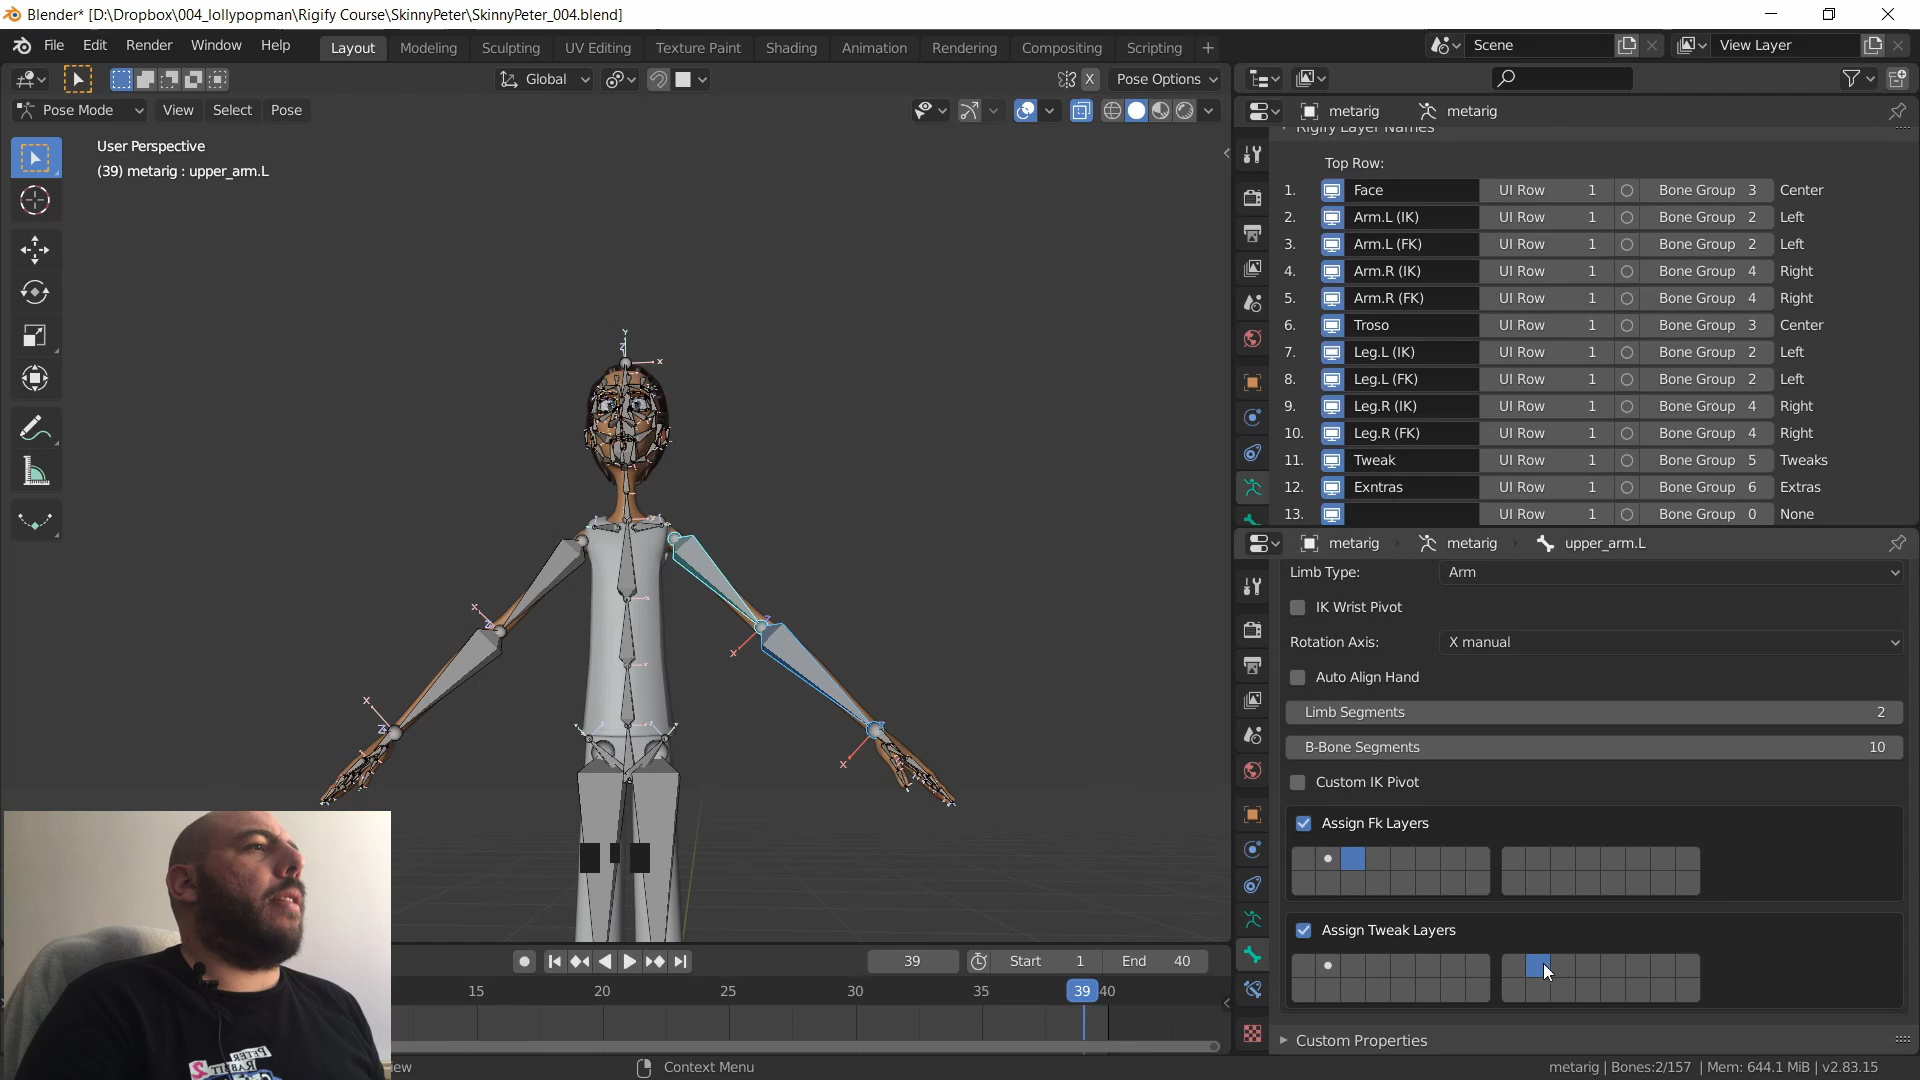 Blender* [D:\Dropbox\004_lollypopman\Rigify Course\SkinnyPeter\SkinnyPeter_004.blend]
File Edit Render Window Help
Layout Modeling Sculpting UV Editing Texture Paint Shading Animation Rendering Compositing Scripting +
Scene
View Layer
Global
X Pose Options
Pose Mode View Select Pose
metarig metarig
User Perspective
(39) metarig : upper_arm.L
Rigify Layer Names
Top Row:
1. Face UI Row 1 Bone Group 3 Center
2. Arm.L (IK) UI Row 1 Bone Group 2 Left
3. Arm.L (FK) UI Row 1 Bone Group 2 Left
4. Arm.R (IK) UI Row 1 Bone Group 4 Right
5. Arm.R (FK) UI Row 1 Bone Group 4 Right
6. Troso UI Row 1 Bone Group 3 Center
7. Leg.L (IK) UI Row 1 Bone Group 2 Left
8. Leg.L (FK) UI Row 1 Bone Group 2 Left
9. Leg.R (IK) UI Row 1 Bone Group 4 Right
10. Leg.R (FK) UI Row 1 Bone Group 4 Right
11. Tweak UI Row 1 Bone Group 5 Tweaks
12. Exntras UI Row 1 Bone Group 6 Extras
13. UI Row 1 Bone Group 0 None
metarig metarig upper_arm.L
Limb Type: Arm
IK Wrist Pivot
Rotation Axis: X manual
Auto Align Hand
Limb Segments 2
B-Bone Segments 10
Custom IK Pivot
Assign Fk Layers
Assign Tweak Layers
Custom Properties
39 Start 1 End 40
15 20 25 30 35 39 40
PETER
RABBIT
2
ew Context Menu
metarig | Bones:2/157 | Mem: 644.1 MiB | v2.83.15